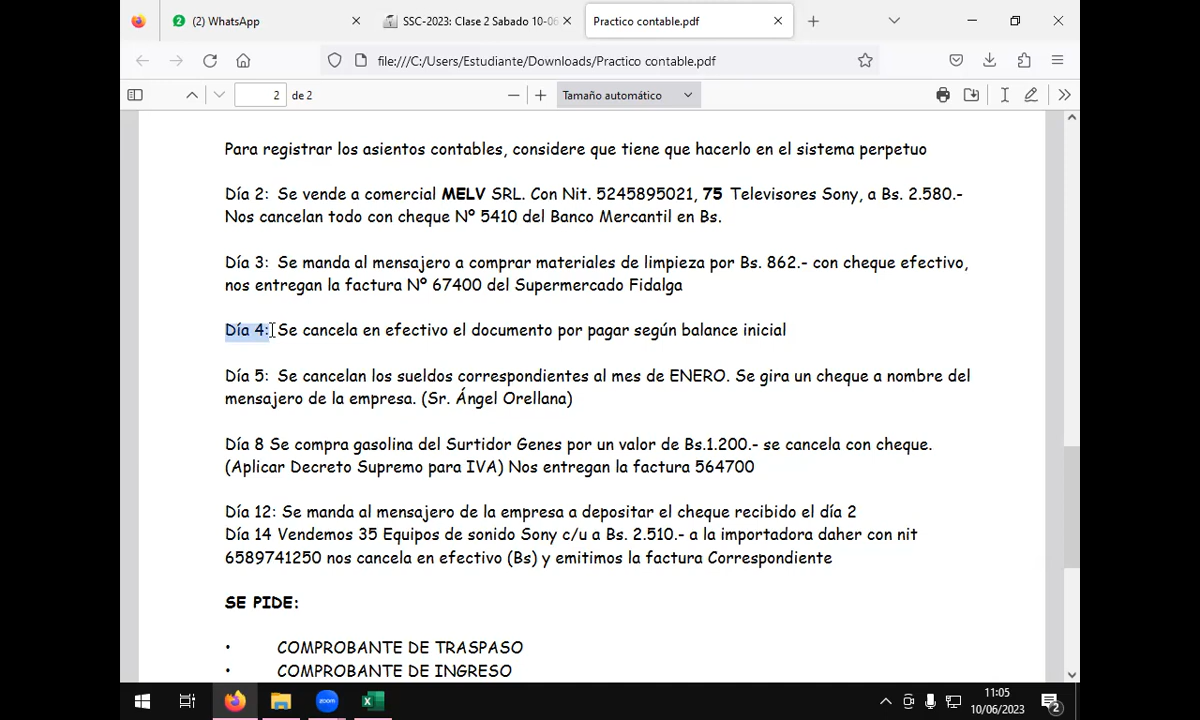 (2) WhatsApp
SSC-2023: Clase 2 Sabado 10-06
Practico contable.pdf
file:///C:/Users/Estudiante/Downloads/Practico contable.pdf
2 de 2
Tamaño automático
Para registrar los asientos contables, considere que tiene que hacerlo en el sistema perpetuo
Día 2: Se vende a comercial MELV SRL. Con Nit. 5245895021, 75 Televisores Sony, a Bs. 2.580.-
Nos cancelan todo con cheque Nº 5410 del Banco Mercantil en Bs.
Día 3: Se manda al mensajero a comprar materiales de limpieza por Bs. 862.- con cheque efectivo,
nos entregan la factura Nº 67400 del Supermercado Fidalga
Día 4: Se cancela en efectivo el documento por pagar según balance inicial
Día 5: Se cancelan los sueldos correspondientes al mes de ENERO. Se gira un cheque a nombre del
mensajero de la empresa. (Sr. Ángel Orellana)
Día 8 Se compra gasolina del Surtidor Genes por un valor de Bs.1.200.- se cancela con cheque.
(Aplicar Decreto Supremo para IVA) Nos entregan la factura 564700
Día 12: Se manda al mensajero de la empresa a depositar el cheque recibido el día 2
Día 14 Vendemos 35 Equipos de sonido Sony c/u a Bs. 2.510.- a la importadora daher con nit
6589741250 nos cancela en efectivo (Bs) y emitimos la factura Correspondiente
SE PIDE:
• COMPROBANTE DE TRASPASO
• COMPROBANTE DE INGRESO
zoom
11:05
10/06/2023
2